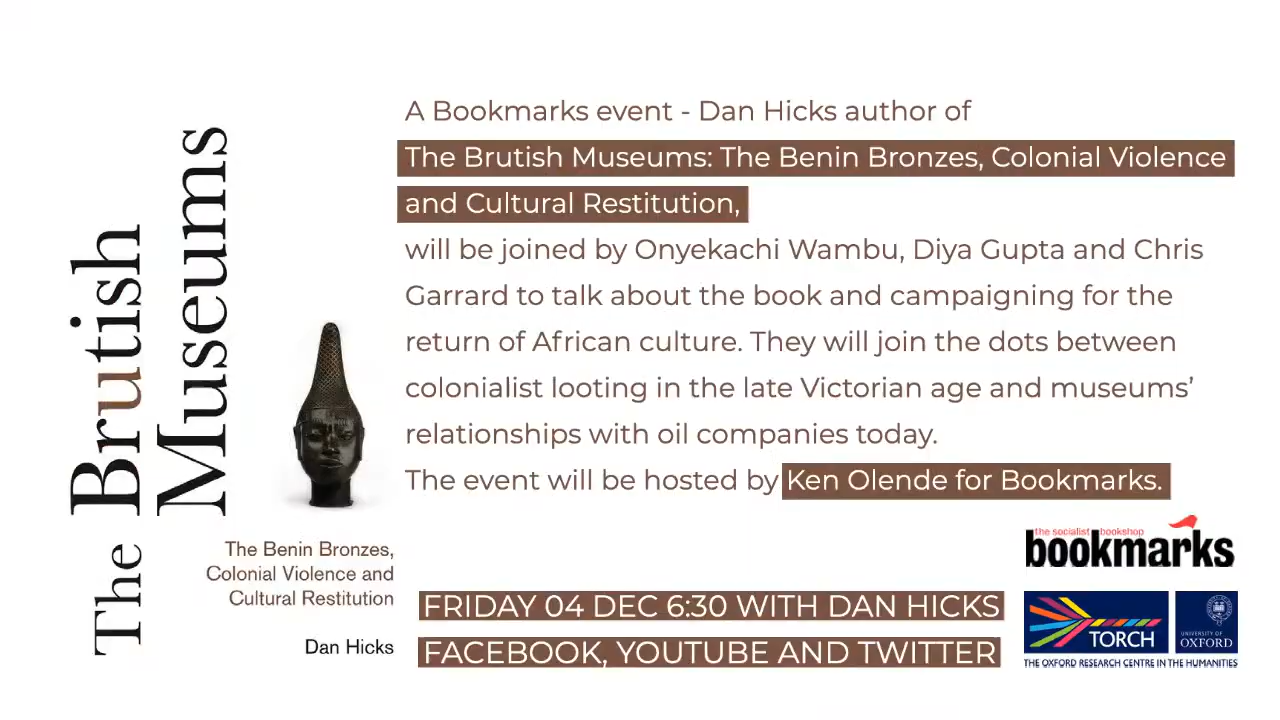 The Brutish
Museums
The Benin Bronzes,
Colonial Violence and
Cultural Restitution
Dan Hicks
A Bookmarks event - Dan Hicks author of
The Brutish Museums: The Benin Bronzes, Colonial Violence
and Cultural Restitution,
will be joined by Onyekachi Wambu, Diya Gupta and Chris
Garrard to talk about the book and campaigning for the
return of African culture. They will join the dots between
colonialist looting in the late Victorian age and museums’
relationships with oil companies today.
The event will be hosted by Ken Olende for Bookmarks.
FRIDAY 04 DEC 6:30 WITH DAN HICKS
FACEBOOK, YOUTUBE AND TWITTER
the socialist bookshop
bookmarks
TORCH
UNIVERSITY OF
OXFORD
THE OXFORD RESEARCH CENTRE IN THE HUMANITIES